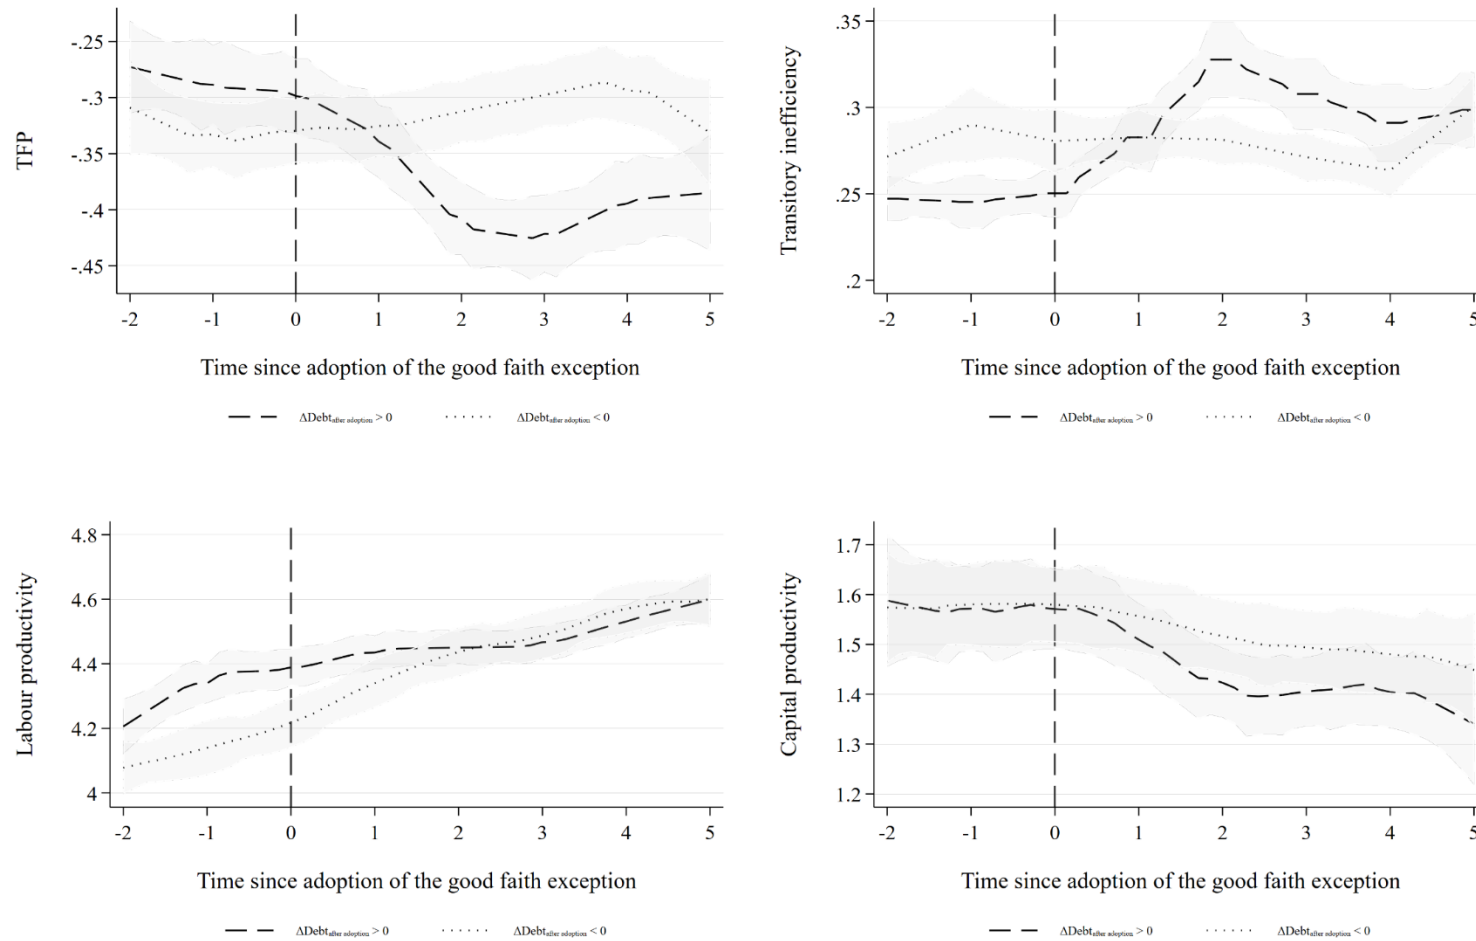 TFP
-.25
-.3
-.35
-.4
-.45
-2 -1 0 1 2 3 4 5
Time since adoption of the good faith exception
ΔDebtafter adoption > 0 ΔDebtafter adoption < 0
Transitory inefficiency
.35
.3
.25
.2
-2 -1 0 1 2 3 4 5
Time since adoption of the good faith exception
ΔDebtafter adoption > 0 ΔDebtafter adoption < 0
Labour productivity
4.8
4.6
4.4
4.2
4
-2 -1 0 1 2 3 4 5
Time since adoption of the good faith exception
ΔDebtafter adoption > 0 ΔDebtafter adoption < 0
Capital productivity
1.7
1.6
1.5
1.4
1.3
1.2
-2 -1 0 1 2 3 4 5
Time since adoption of the good faith exception
ΔDebtafter adoption > 0 ΔDebtafter adoption < 0